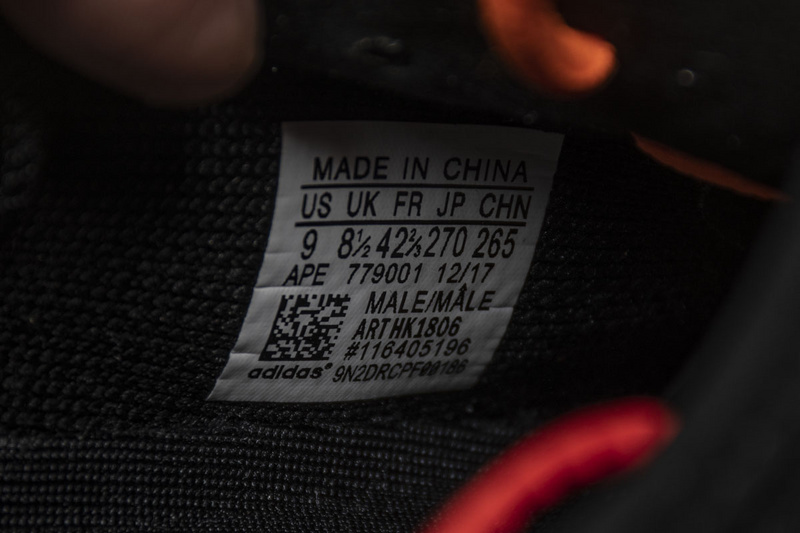 MADE IN CHINA
US UK FR JP CHN
9 8½ 42⅔ 270 265
APE 779001 12/17
MALE/MÂLE
ART HK1806
#116405196
adidas® 9N2DRCPF00186